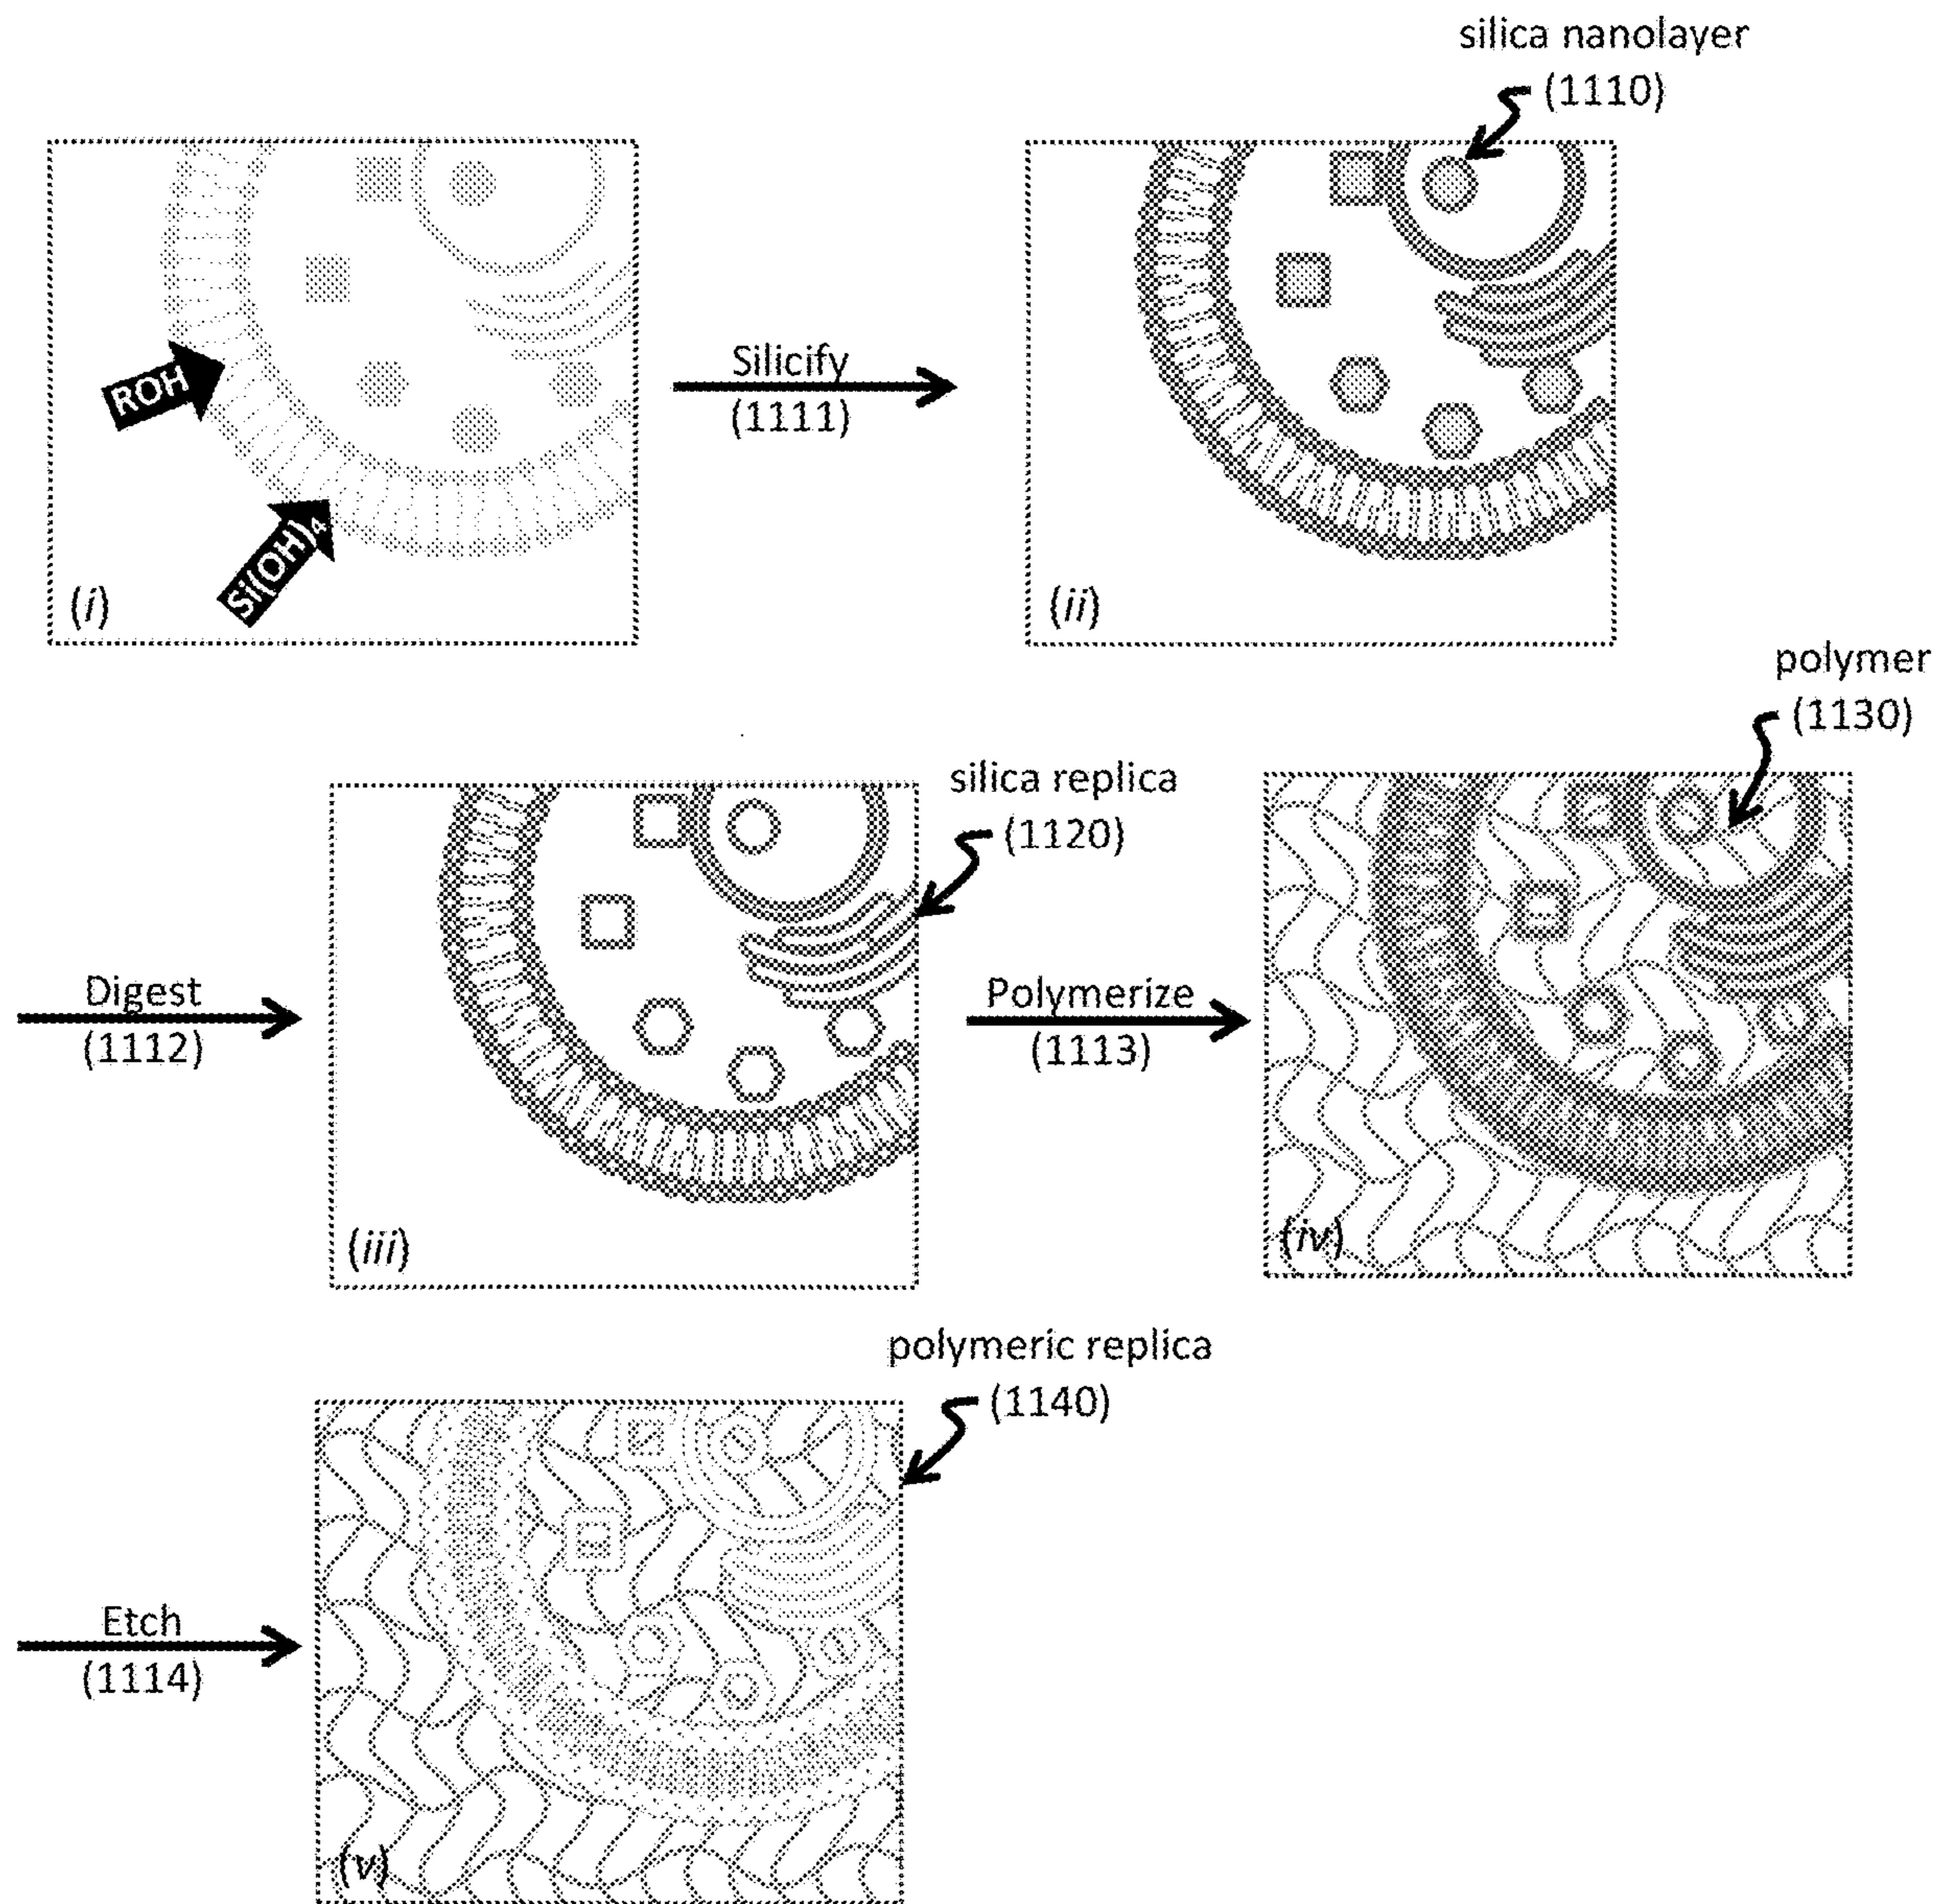 silica nanolayer
(1110)
ROH
Si(OH)4
(i)
Silicify
(1111)
(ii)
polymer
(1130)
Digest
(1112)
silica replica
(1120)
(iii)
Polymerize
(1113)
(iv)
polymeric replica
(1140)
Etch
(1114)
(v)